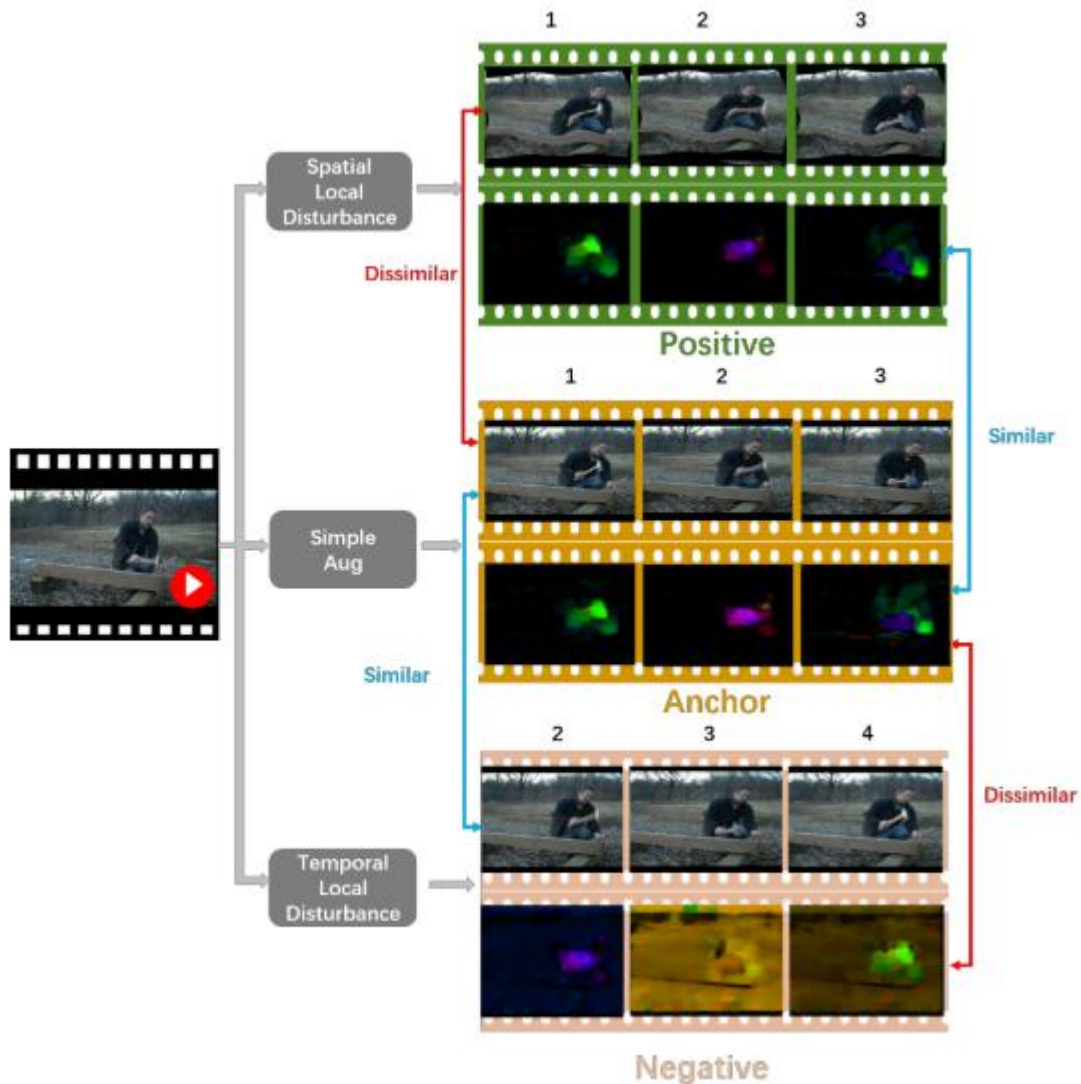 1 2 3
Spatial
Local
Disturbance
Dissimilar
Positive
1 2 3
Similar
Simple
Aug
Similar
Anchor
2 3 4
Dissimilar
Temporal
Local
Disturbance
Negative